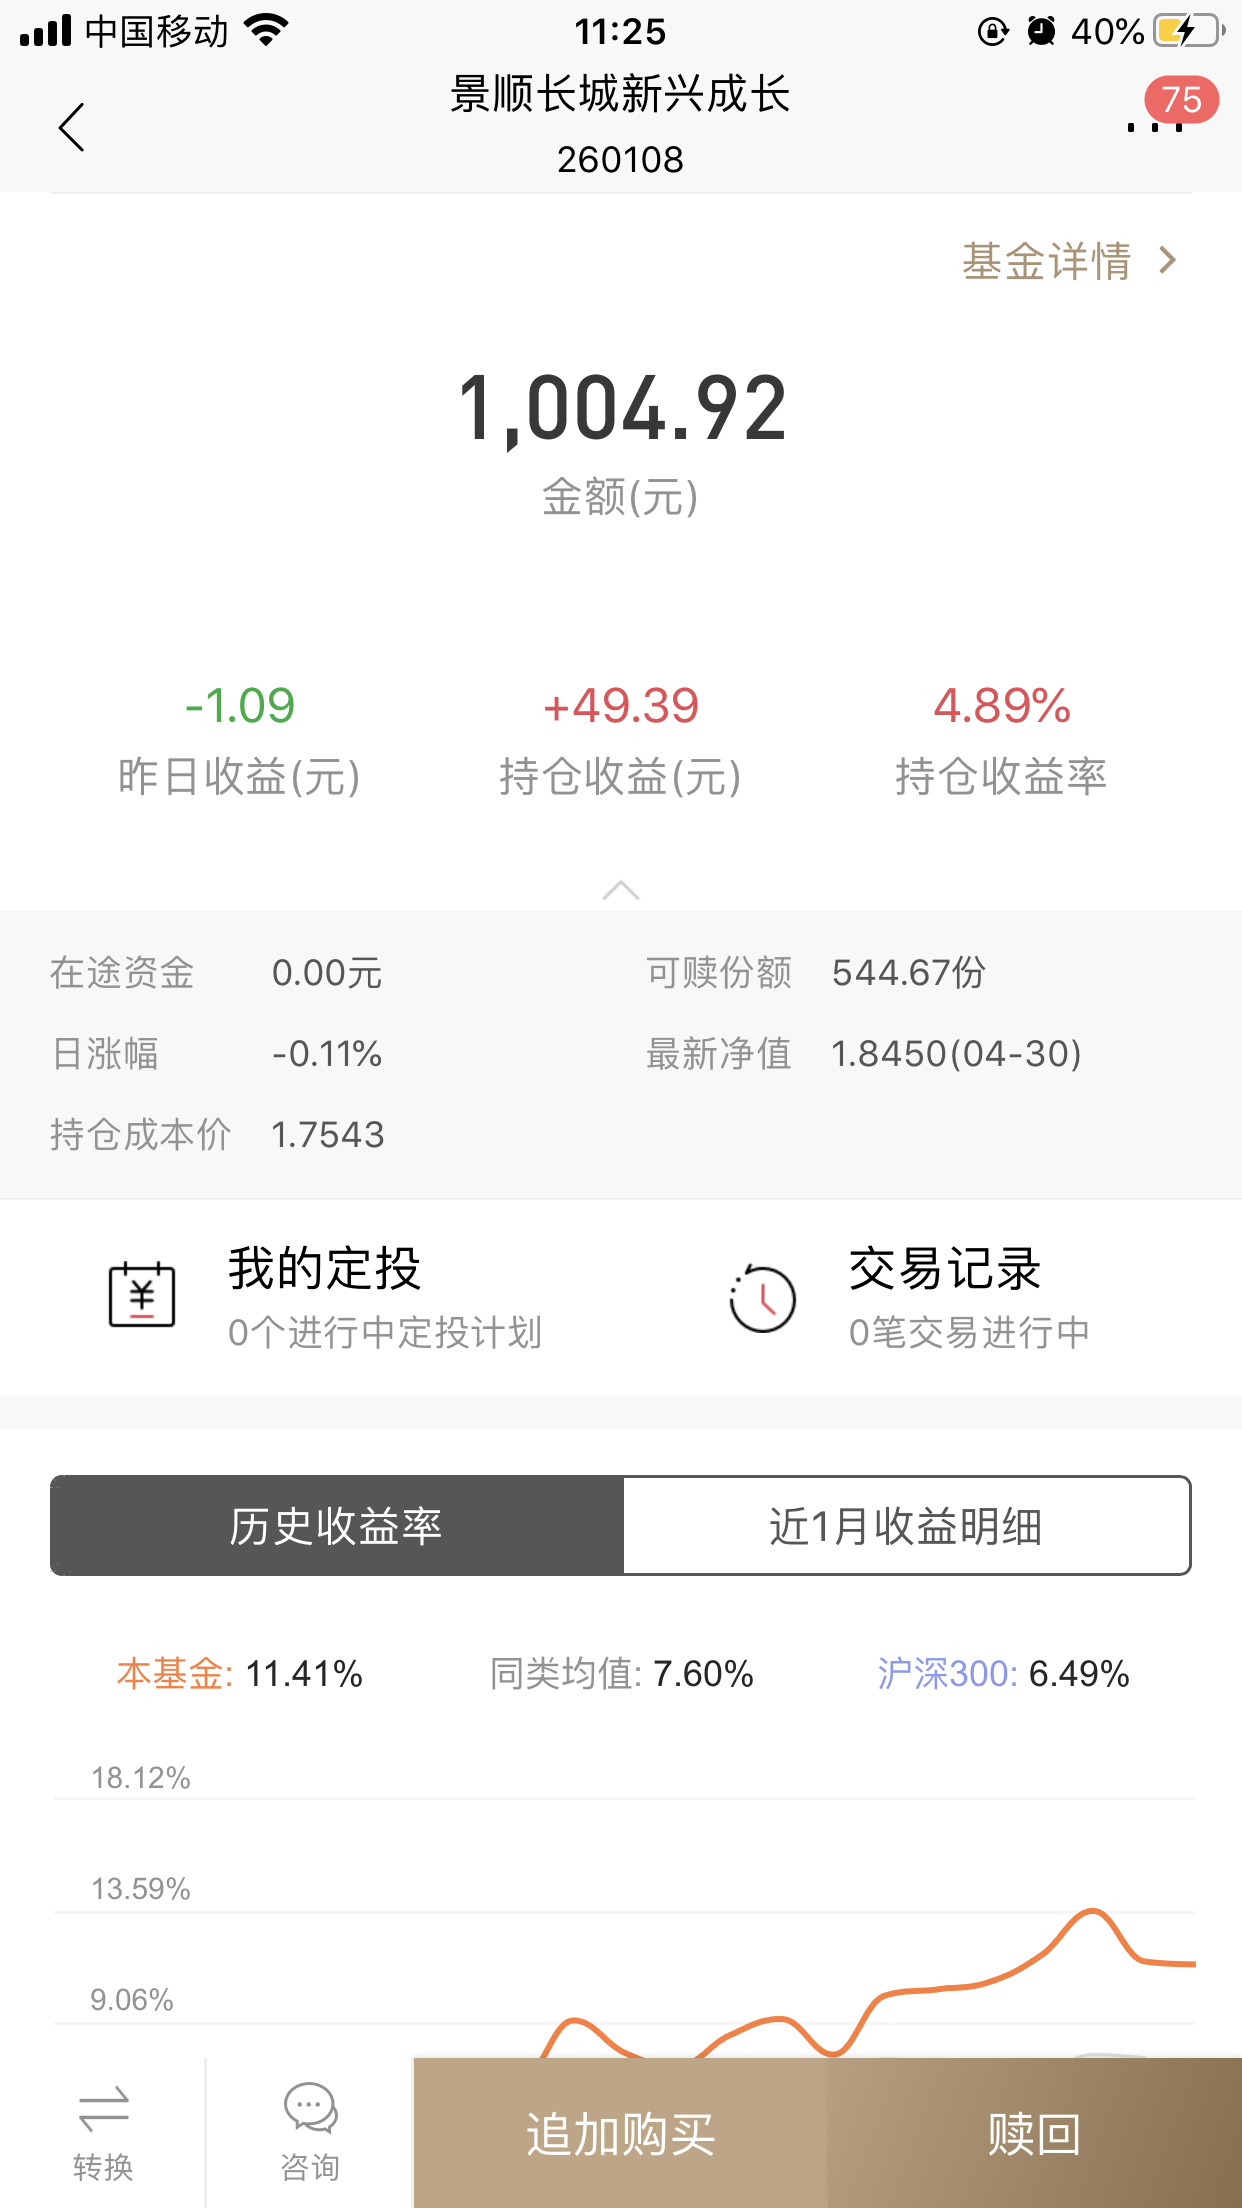 中国移动 11:25 40%
景顺长城新兴成长
75
260108
基金详情
1,004.92
金额(元)
-1.09 +49.39 4.89%
昨日收益(元) 持仓收益(元) 持仓收益率
在途资金 0.00元 可赎份额 544.67份
日涨幅 -0.11% 最新净值 1.8450(04-30)
持仓成本价 1.7543
我的定投 交易记录
0个进行中定投计划 0笔交易进行中
历史收益率 近1月收益明细
本基金: 11.41% 同类均值: 7.60% 沪深300: 6.49%
18.12%
13.59%
9.06%
追加购买 赎回
转换 咨询